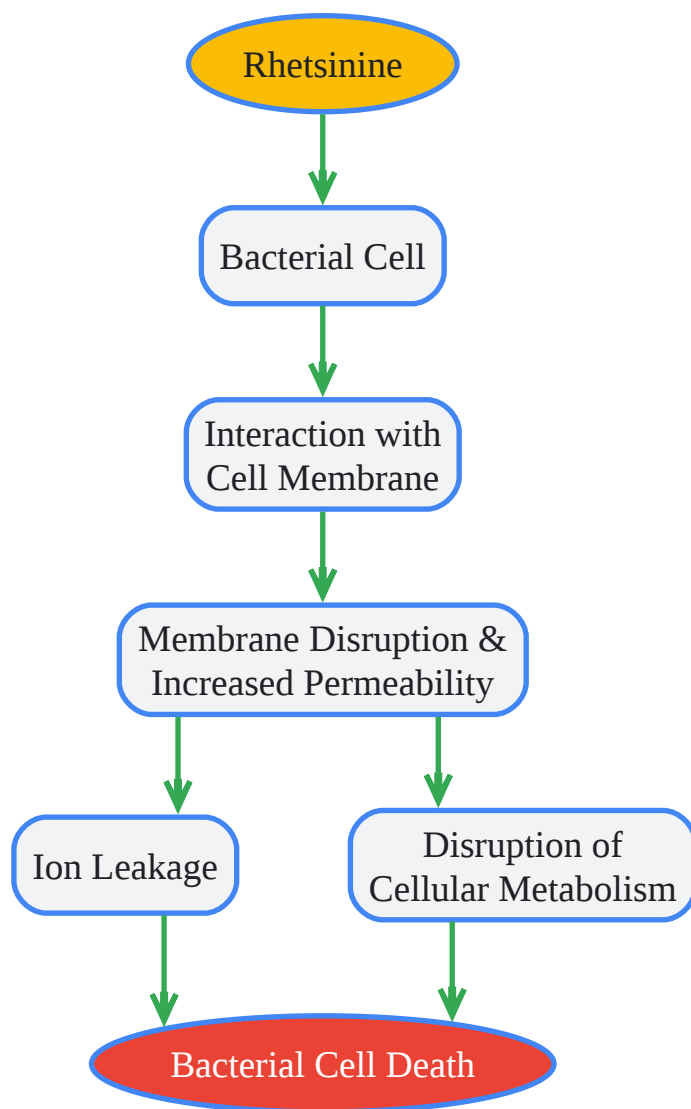 Rhetsinine
Bacterial Cell
Interaction with
Cell Membrane
Membrane Disruption &
Increased Permeability
Ion Leakage
Disruption of
Cellular Metabolism
Bacterial Cell Death